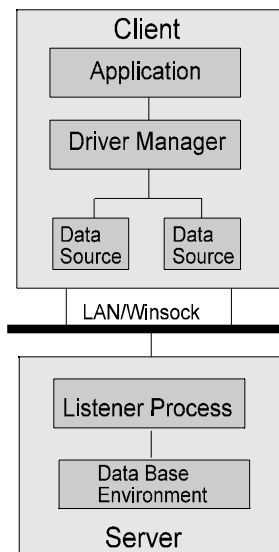 Client
Application
Driver Manager
Data
Source
Data
Source
LAN/Winsock
Listener Process
Data Base
Environment
Server